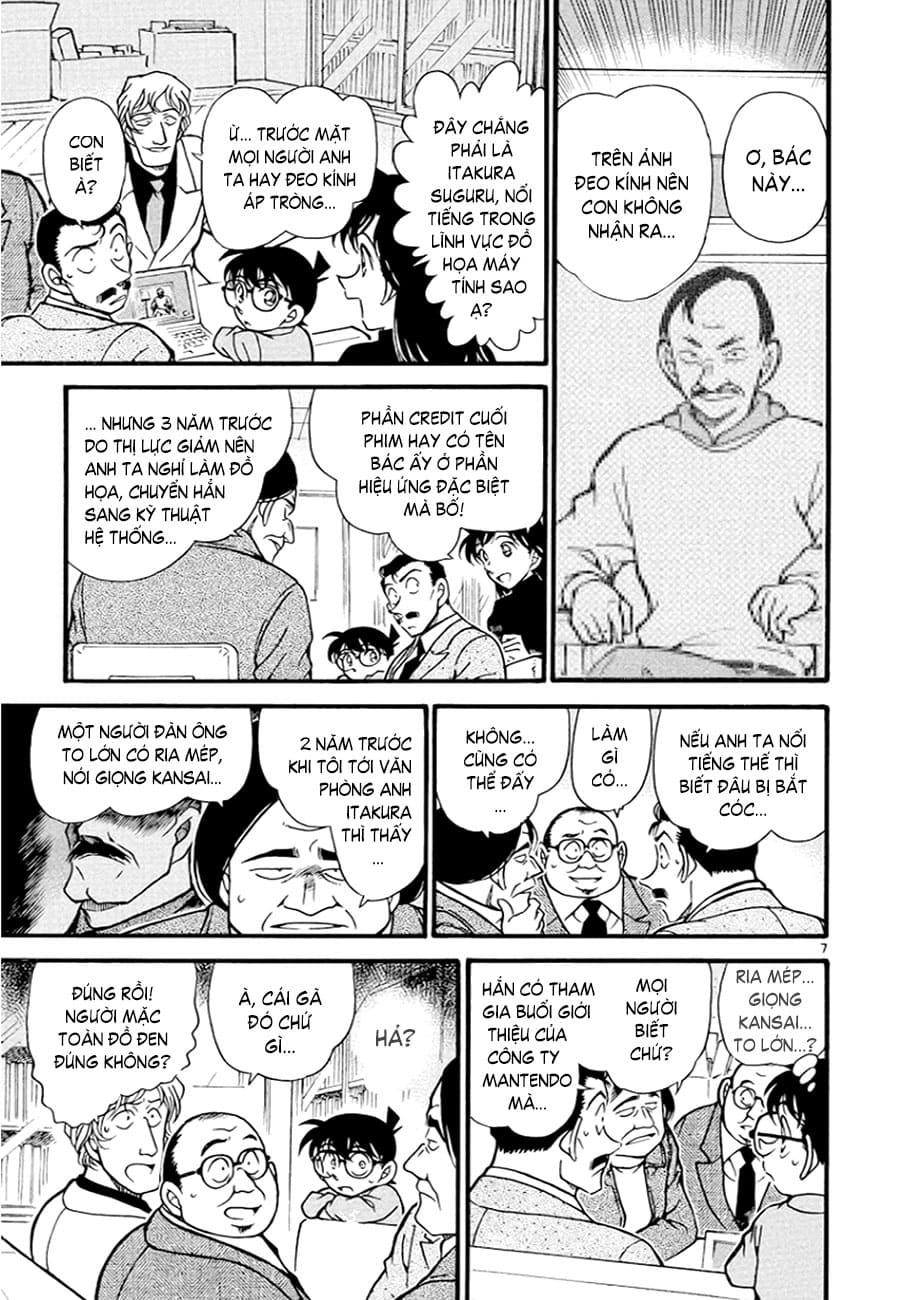 Ơ, BÁC
NÀY...
TRÊN ẢNH
ĐEO KÍNH NÊN
CON KHÔNG
NHẬN RA...
ĐÂY CHẲNG
PHẢI LÀ
ITAKURA
SUGURU, NỔI
TIẾNG TRONG
LĨNH VỰC ĐỒ
HỌA MÁY
TÍNH SAO
Ạ?
Ừ... TRƯỚC MẶT
MỌI NGƯỜI ANH
TA HAY ĐEO KÍNH
ÁP TRÒNG...
CON
BIẾT
À?
PHẦN CREDIT CUỐI
PHIM HAY CÓ TÊN
BÁC ẤY Ở PHẦN
HIỆU ỨNG ĐẶC BIỆT
MÀ BỐ!
... NHƯNG 3 NĂM TRƯỚC
DO THỊ LỰC GIẢM NÊN
ANH TA NGHỈ LÀM ĐỒ
HỌA, CHUYỂN HẲN
SANG KỸ THUẬT
HỆ THỐNG...
NẾU ANH TA NỔI
TIẾNG THẾ THÌ
BIẾT ĐÂU BỊ BẮT
CÓC...
LÀM
GÌ
CÓ...
KHÔNG...
CŨNG CÓ
THỂ ĐẤY
...
2 NĂM TRƯỚC
KHI TÔI TỚI VĂN
PHÒNG ANH
ITAKURA
THÌ THẤY
...
MỘT NGƯỜI ĐÀN ÔNG
TO LỚN CÓ RIA MÉP,
NÓI GIỌNG KANSAI...
7
RIA MÉP...
GIỌNG
KANSAI...
TO LỚN...?
MỌI
NGƯỜI
BIẾT
CHỨ?
HẮN CÓ THAM
GIA BUỔI GIỚI
THIỆU CỦA
CÔNG TY
MANTENDO
MÀ...
HẢ?
À, CÁI GÃ
ĐÓ CHỨ
GÌ...
ĐÚNG RỒI!
NGƯỜI MẶC
TOÀN ĐỒ ĐEN
ĐÚNG KHÔNG?